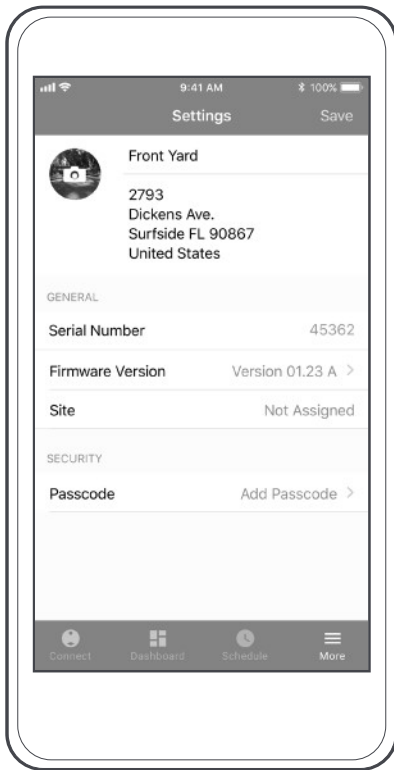 9:41 AM 100%
Settings Save
Front Yard
2793
Dickens Ave.
Surfside FL 90867
United States
GENERAL
Serial Number 45362
Firmware Version Version 01.23 A >
Site Not Assigned
SECURITY
Passcode Add Passcode >
Connect Dashboard Schedule More